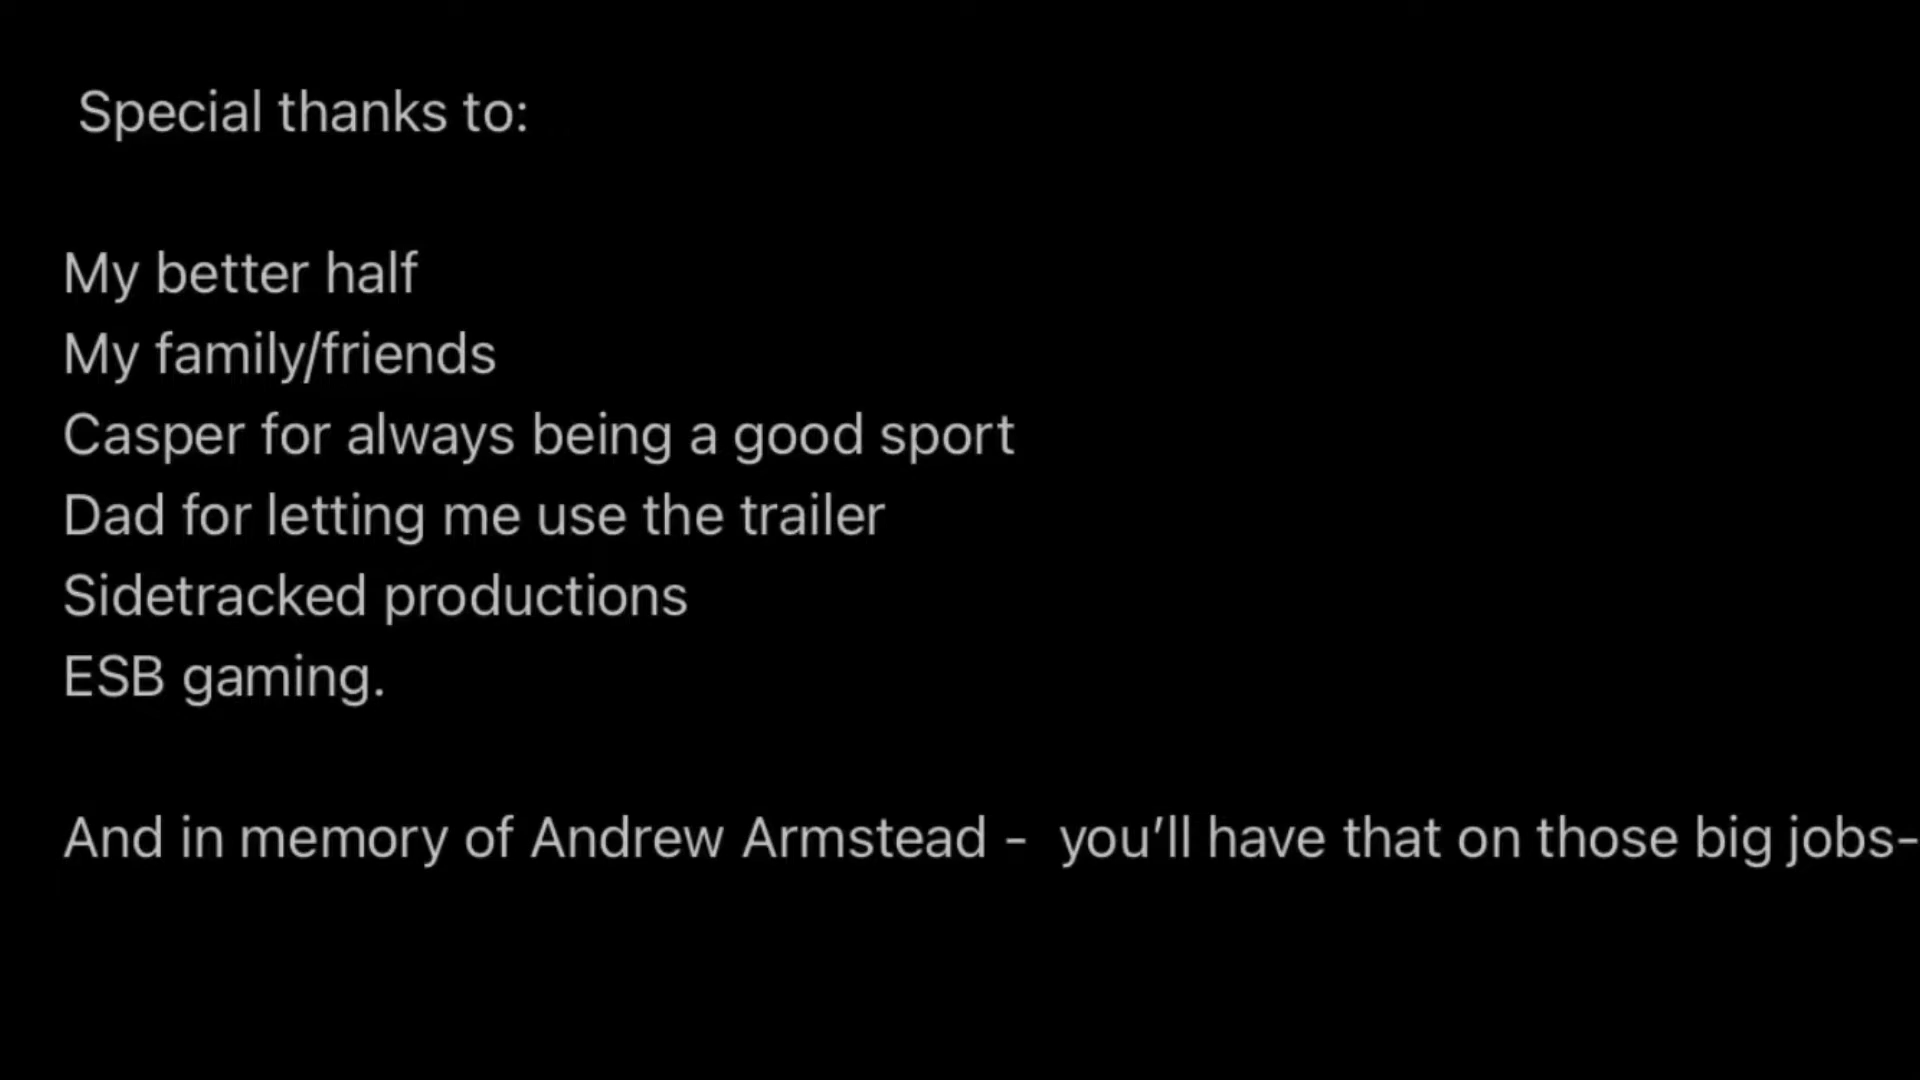 Special thanks to:
My better half
My family/friends
Casper for always being a good sport
Dad for letting me use the trailer
Sidetracked productions
ESB gaming.
And in memory of Andrew Armstead -  you’ll have that on those big jobs-